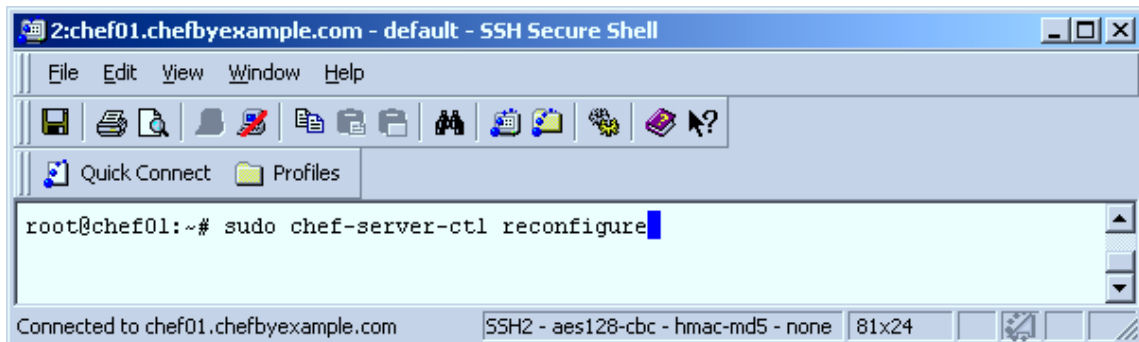 2:chef01.chefbyexample.com - default - SSH Secure Shell
File Edit View Window Help
Quick Connect Profiles
root@chef01:~# sudo chef-server-ctl reconfigure
Connected to chef01.chefbyexample.com SSH2 - aes128-cbc - hmac-md5 - none 81x24